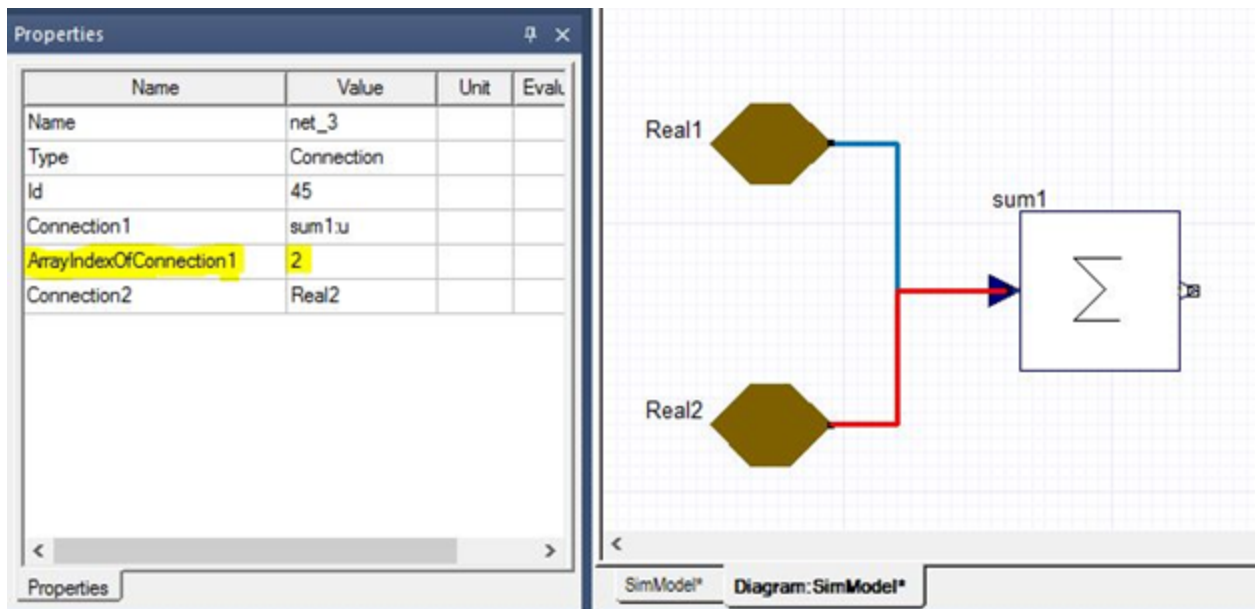 Properties
Name Value Unit Evalu
Name net_3
Type Connection
Id 45
Connection1 sum1:u
ArrayIndexOfConnection1 2
Connection2 Real2
Properties
Real1
sum1
Σ
Real2
SimModel* Diagram:SimModel*